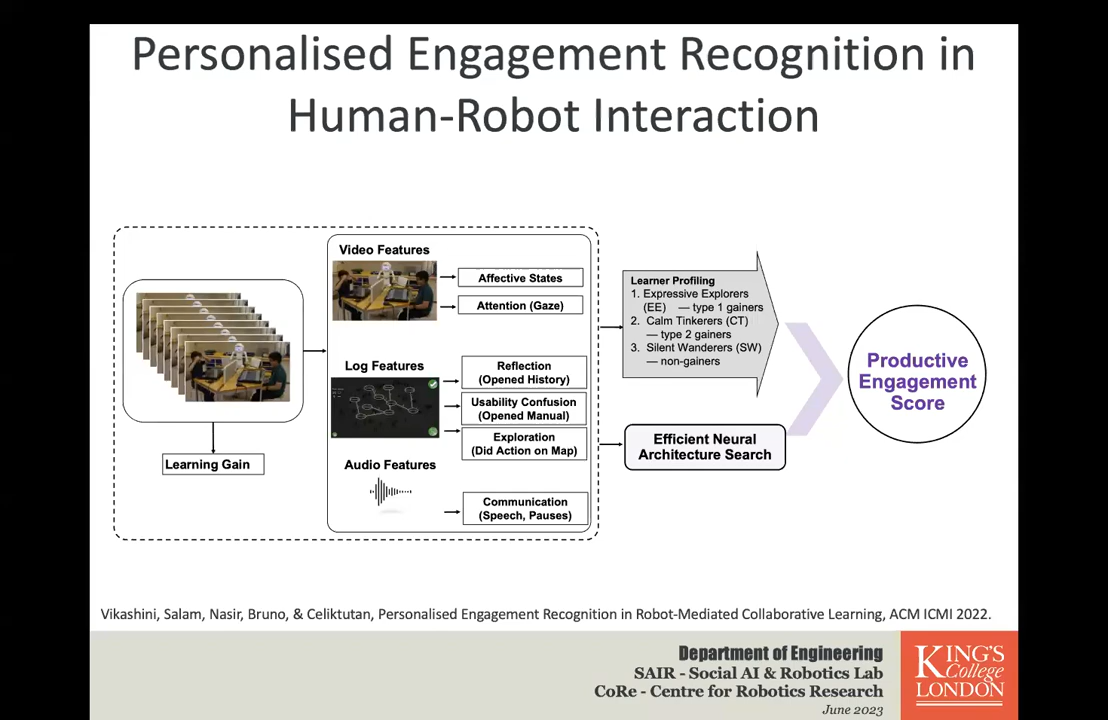 Personalised Engagement Recognition in
Human-Robot Interaction
Video Features
Affective States
Attention (Gaze)
Log Features
Reflection
(Opened History)
Usability Confusion
(Opened Manual)
Exploration
(Did Action on Map)
Audio Features
Communication
(Speech, Pauses)
Learning Gain
Learner Profiling
1. Expressive Explorers
(EE) — type 1 gainers
2. Calm Tinkerers (CT)
— type 2 gainers
3. Silent Wanderers (SW)
— non-gainers
Efficient Neural
Architecture Search
Productive
Engagement
Score
Vikashini, Salam, Nasir, Bruno, & Celiktutan, Personalised Engagement Recognition in Robot-Mediated Collaborative Learning, ACM ICMI 2022.
Department of Engineering
SAIR - Social AI & Robotics Lab
CoRe - Centre for Robotics Research
June 2023
KING'S
College
LONDON